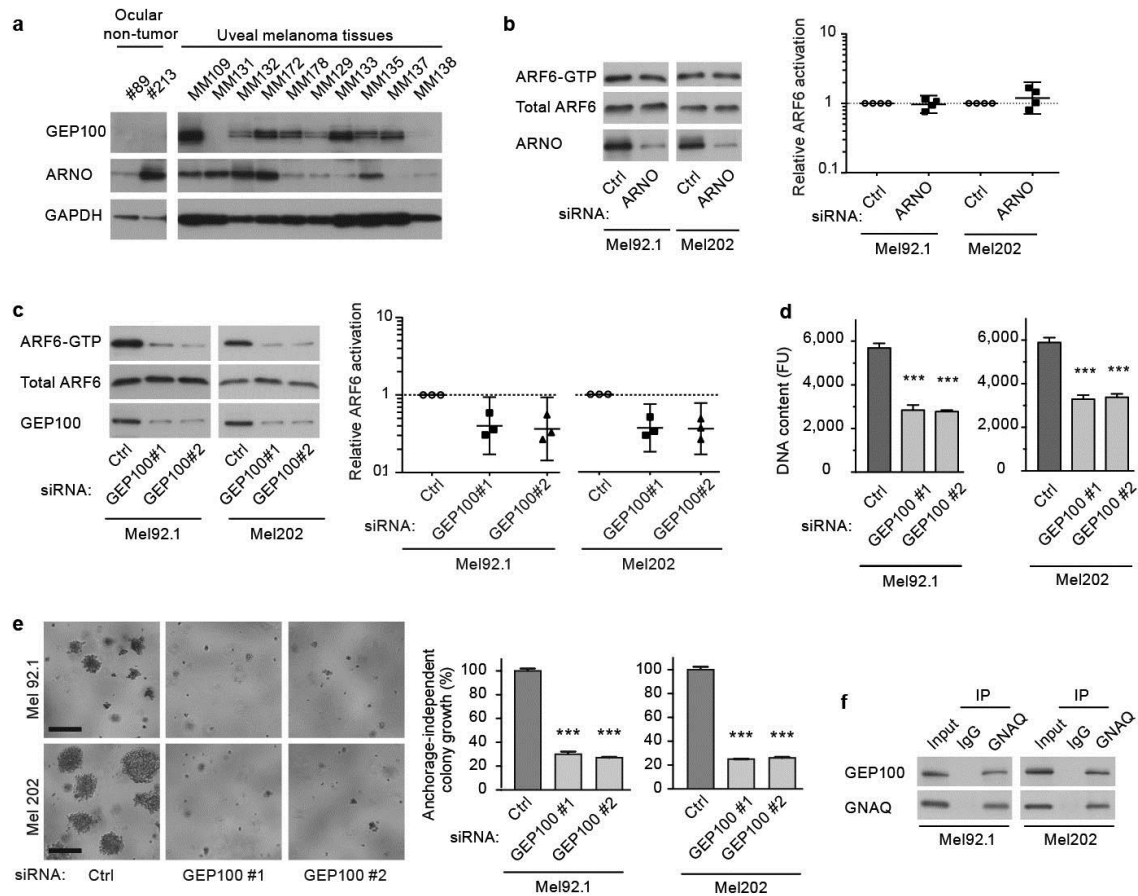 a
Ocular
non-tumor
Uveal melanoma tissues
#89
#213
MM109
MM131
MM132
MM172
MM178
MM129
MM133
MM135
MM137
MM138
GEP100
ARNO
GAPDH
b
ARF6-GTP
Total ARF6
ARNO
Ctrl
ARNO
Ctrl
ARNO
siRNA:
Mel92.1
Mel202
Relative ARF6 activation
10
1
0.1
Ctrl
ARNO
Ctrl
ARNO
siRNA:
Mel92.1
Mel202
c
ARF6-GTP
Total ARF6
GEP100
Ctrl
GEP100#1
GEP100#2
Ctrl
GEP100#1
GEP100#2
siRNA:
Mel92.1
Mel202
Relative ARF6 activation
10
1
01
Ctrl
GEP100#1
GEP100#2
Ctrl
GEP100#1
GEP100#2
siRNA:
Mel92.1
Mel202
d
DNA content (FU)
6,000
4,000
2,000
0
*** ***
Ctrl
GEP100 #1
GEP100 #2
siRNA:
Mel92.1
6,000
4,000
2,000
0
*** ***
Ctrl
GEP100 #1
GEP100 #2
Mel202
e
Mel 92.1
Mel 202
siRNA: Ctrl GEP100 #1 GEP100 #2
Anchorage-independent
colony growth (%)
100
80
60
40
20
0
*** ***
Ctrl
GEP100 #1
GEP100 #2
siRNA:
Mel92.1
100
80
60
40
20
0
*** ***
Ctrl
GEP100 #1
GEP100 #2
Mel202
f
IP IP
Input
IgG
GNAQ
Input
IgG
GNAQ
GEP100
GNAQ
Mel92.1 Mel202